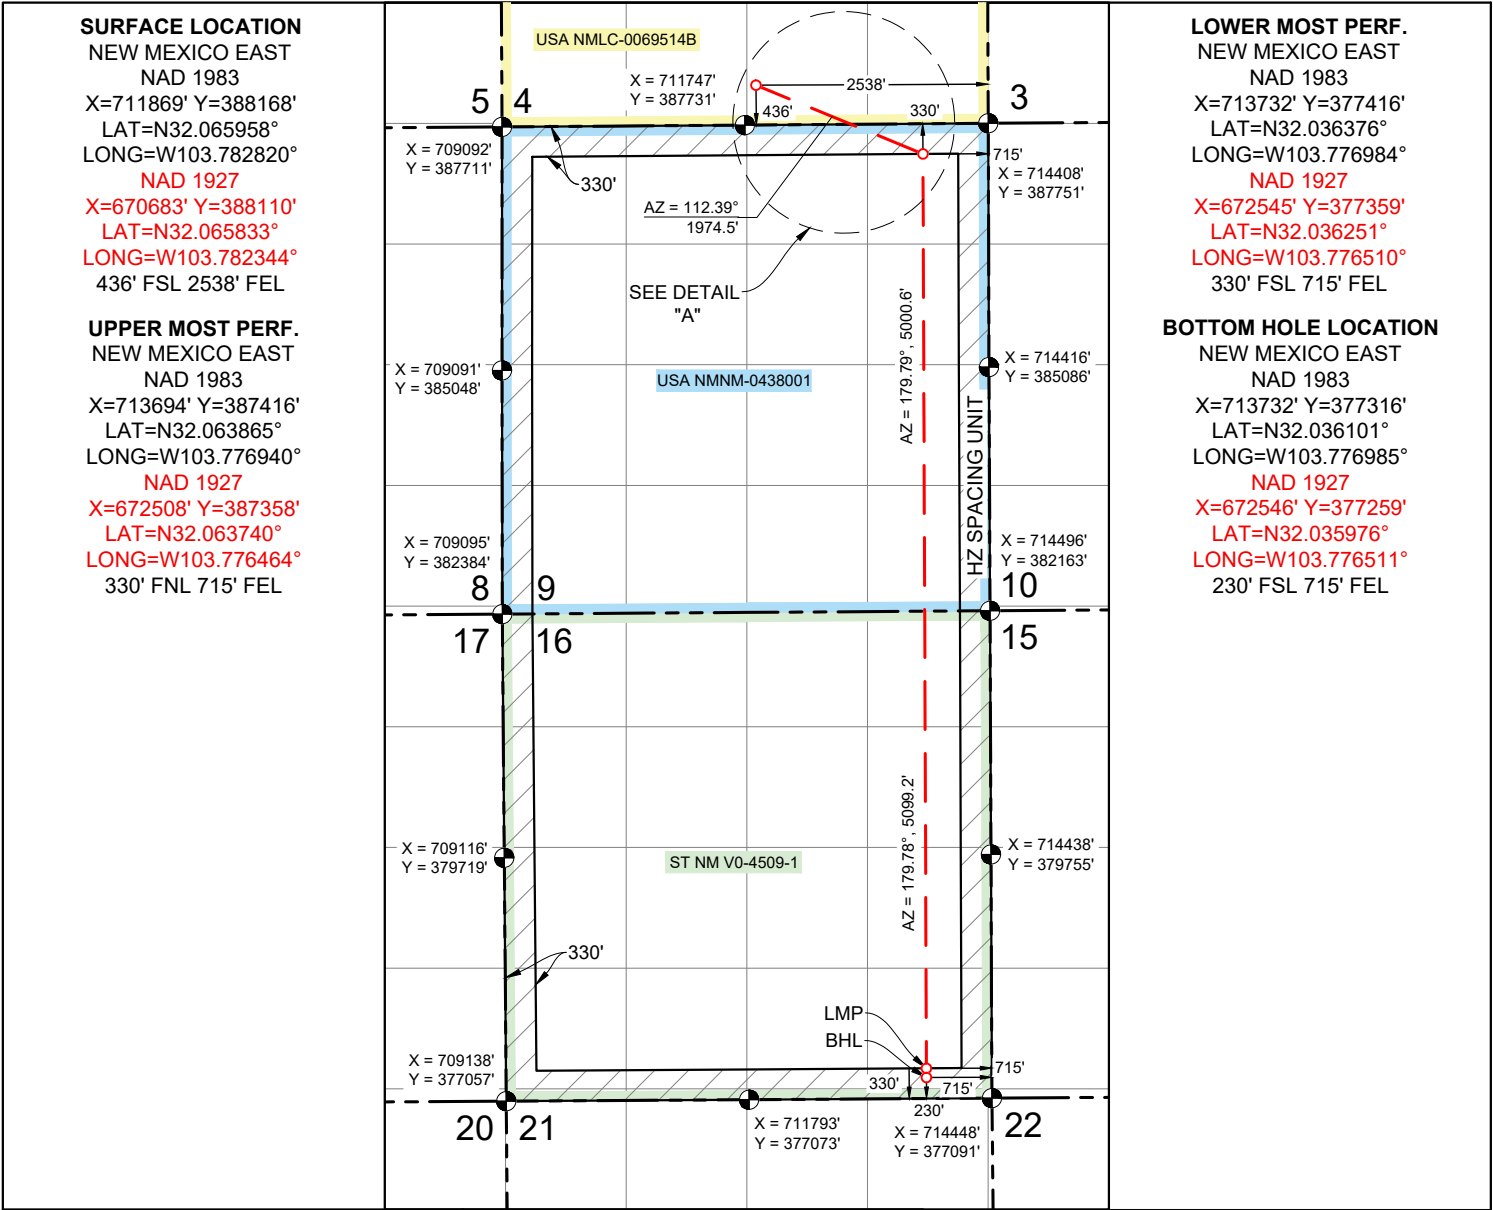 SURFACE LOCATION
NEW MEXICO EAST
NAD 1983
X=711869' Y=388168'
LAT=N32.065958°
LONG=W103.782820°
NAD 1927
X=670683' Y=388110'
LAT=N32.065833°
LONG=W103.782344°
436' FSL 2538' FEL
UPPER MOST PERF.
NEW MEXICO EAST
NAD 1983
X=713694' Y=387416'
LAT=N32.063865°
LONG=W103.776940°
NAD 1927
X=672508' Y=387358'
LAT=N32.063740°
LONG=W103.776464°
330' FNL 715' FEL
USA NMLC-0069514B
X = 711747'
Y = 387731'
2538'
436'
330'
5 4
3
X = 709092'
Y = 387711'
330'
715'
X = 714408'
Y = 387751'
AZ = 112.39°
1974.5'
SEE DETAIL
"A"
AZ = 179.79°, 5000.6'
X = 709091'
Y = 385048'
USA NMNM-0438001
X = 714416'
Y = 385086'
HZ SPACING UNIT
X = 709095'
Y = 382384'
X = 714496'
Y = 382163'
8 9
10
17 16
15
AZ = 179.78°, 5099.2'
X = 709116'
Y = 379719'
ST NM V0-4509-1
X = 714438'
Y = 379755'
330'
LMP
BHL
X = 709138'
Y = 377057'
715'
330'
715'
230'
20 21
22
X = 711793'
Y = 377073'
X = 714448'
Y = 377091'
LOWER MOST PERF.
NEW MEXICO EAST
NAD 1983
X=713732' Y=377416'
LAT=N32.036376°
LONG=W103.776984°
NAD 1927
X=672545' Y=377359'
LAT=N32.036251°
LONG=W103.776510°
330' FSL 715' FEL
BOTTOM HOLE LOCATION
NEW MEXICO EAST
NAD 1983
X=713732' Y=377316'
LAT=N32.036101°
LONG=W103.776985°
NAD 1927
X=672546' Y=377259'
LAT=N32.035976°
LONG=W103.776511°
230' FSL 715' FEL